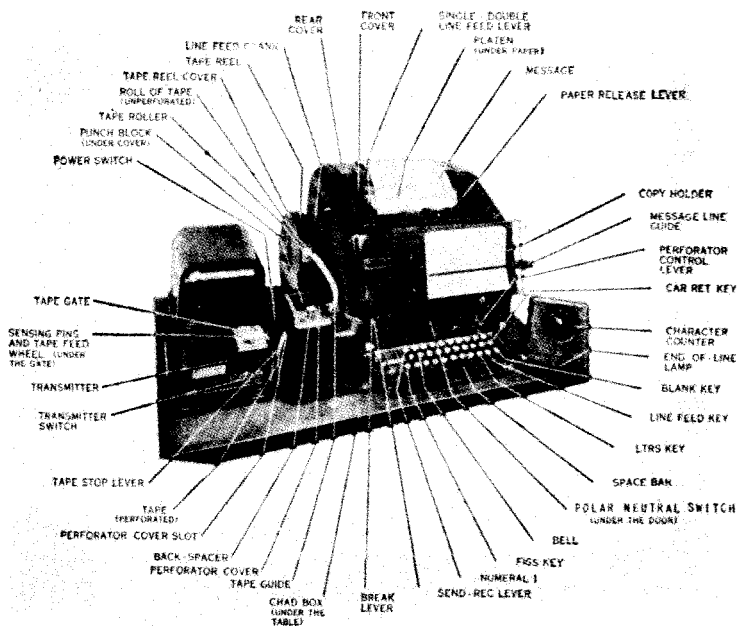 REAR
COVER
FRONT
COVER
SINGLE - DOUBLE
LINE FEED LEVER
PLATEN
(UNDER PAPER)
MESSAGE
PAPER RELEASE LEVER
LINE FEED CRANK
TAPE REEL
TAPE REEL COVER
ROLL OF TAPE
(UNPERFORATED)
TAPE ROLLER
PUNCH BLOCK
(UNDER COVER)
POWER SWITCH
COPY HOLDER
MESSAGE LINE
GUIDE
PERFORATOR
CONTROL
LEVER
CAR RET KEY
CHARACTER
COUNTER
END OF-LINE
LAMP
BLANK KEY
LINE FEED KEY
LTRS KEY
SPACE BAR
POLAR NEUTRAL SWITCH
(UNDER THE DOOR)
BELL
FIGS KEY
NUMERAL 1
SEND-REC LEVER
BREAK
LEVER
CHAD BOX
(UNDER THE
TABLE)
TAPE GUIDE
PERFORATOR COVER
BACK-SPACER
PERFORATOR COVER SLOT
TAPE
(PERFORATED)
TAPE STOP LEVER
TRANSMITTER
SWITCH
TRANSMITTER
SENSING PINS
AND TAPE FEED
WHEEL (UNDER
THE GATE)
TAPE GATE